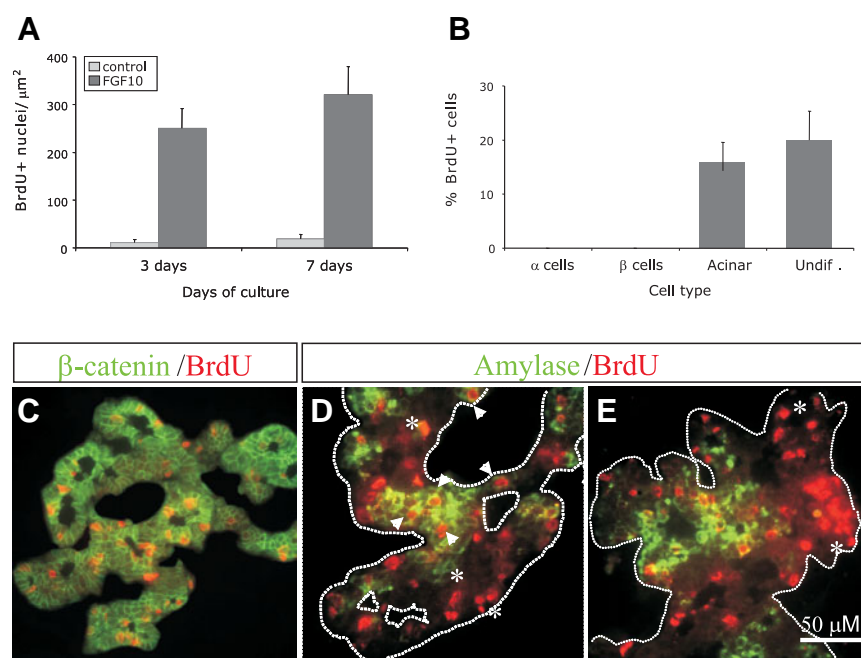 A
BrdU+ nuclei/μm²
400
300
200
100
0
control
FGF10
3 days
7 days
Days of culture
B
% BrdU+ cells
30
20
10
0
α cells
β cells
Acinar
Undif .
Cell type
β-catenin /BrdU
Amylase/BrdU
C
D
*
*
*
E
*
*
50 μM